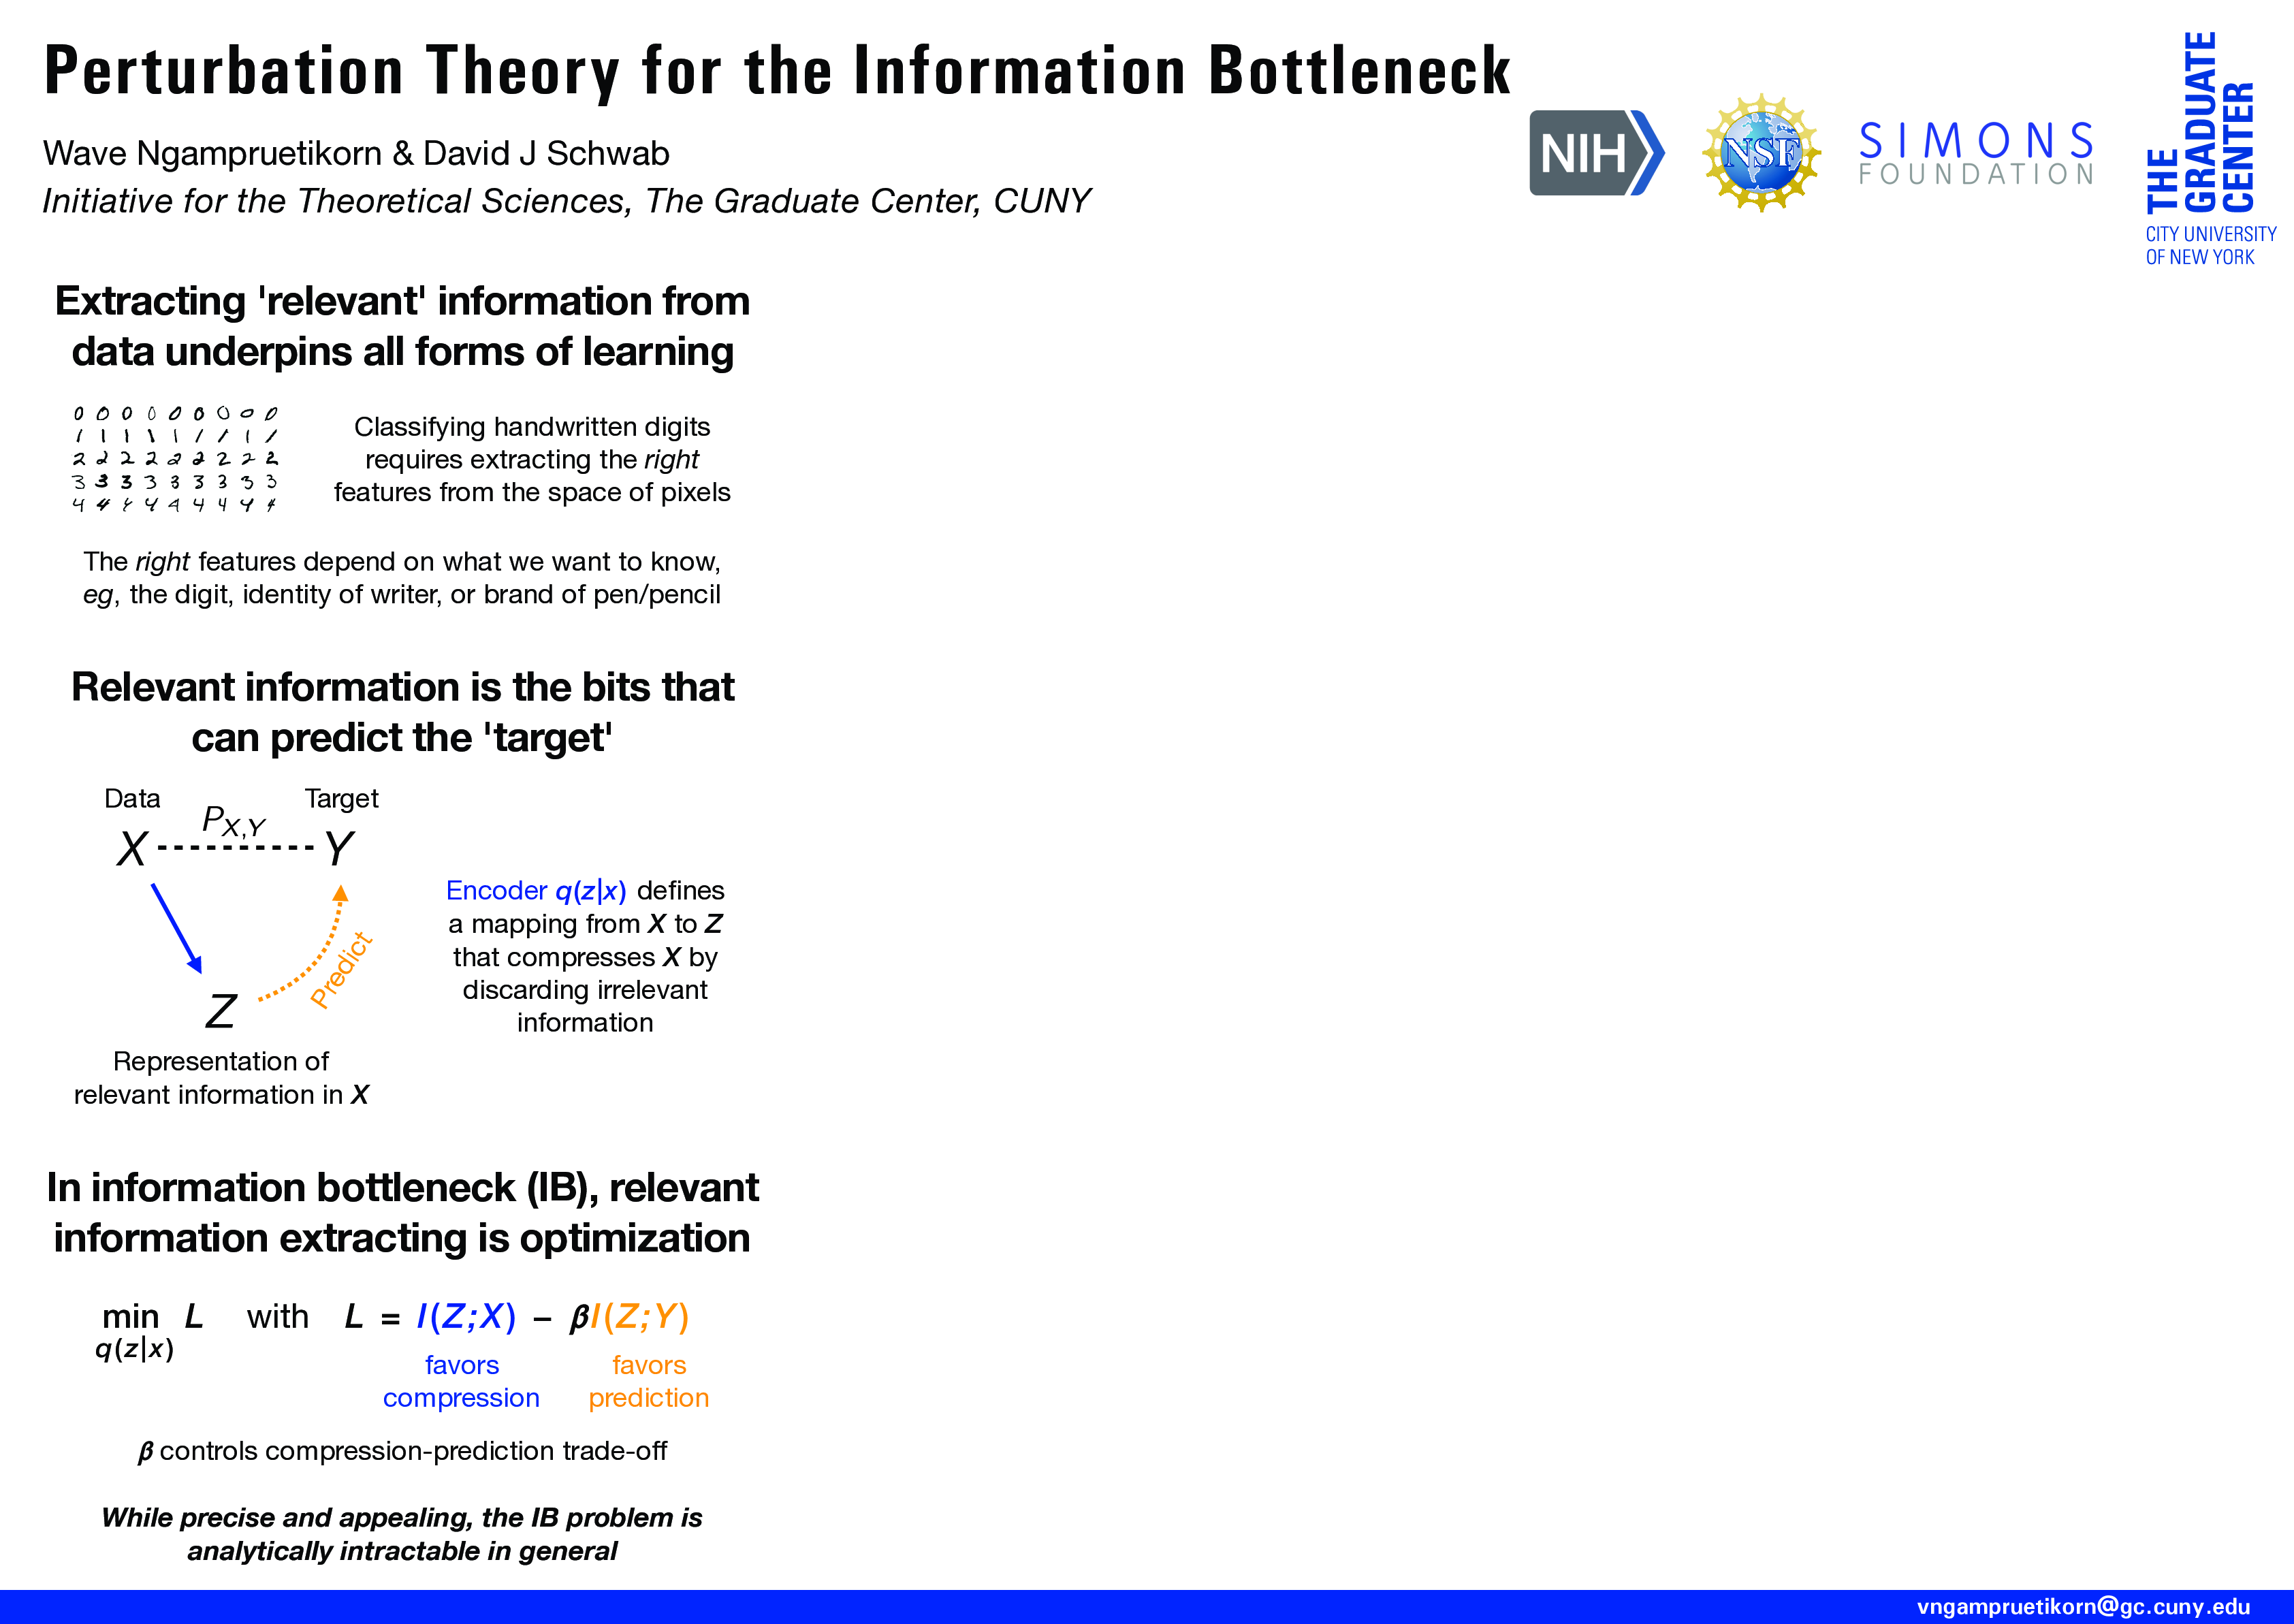 Perturbation Theory for the Information Bottleneck
Wave Ngampruetikorn & David J Schwab
Initiative for the Theoretical Sciences, The Graduate Center, CUNY
NIH
NSF
SIMONS
FOUNDATION
THE
GRADUATE
CENTER
CITY UNIVERSITY
OF NEW YORK
Extracting 'relevant' information from
data underpins all forms of learning
0 0 0 0 0 0 0 0 0
1 1 1 1 1 1 1 1 1
2 2 2 2 2 2 2 2 2
3 3 3 3 3 3 3 3 3
4 4 4 4 4 4 4 4 4
Classifying handwritten digits
requires extracting the right
features from the space of pixels
The right features depend on what we want to know,
eg, the digit, identity of writer, or brand of pen/pencil
Relevant information is the bits that
can predict the 'target'
Data
Target
P_{X,Y}
X
Y
Z
Predict
Representation of
relevant information in X
Encoder q(z|x) defines
a mapping from X to Z
that compresses X by
discarding irrelevant
information
In information bottleneck (IB), relevant
information extracting is optimization
min L with L = I(Z;X) – βI(Z;Y)
q(z|x)
favors
compression
favors
prediction
β controls compression-prediction trade-off
While precise and appealing, the IB problem is
analytically intractable in general
vngampruetikorn@gc.cuny.edu